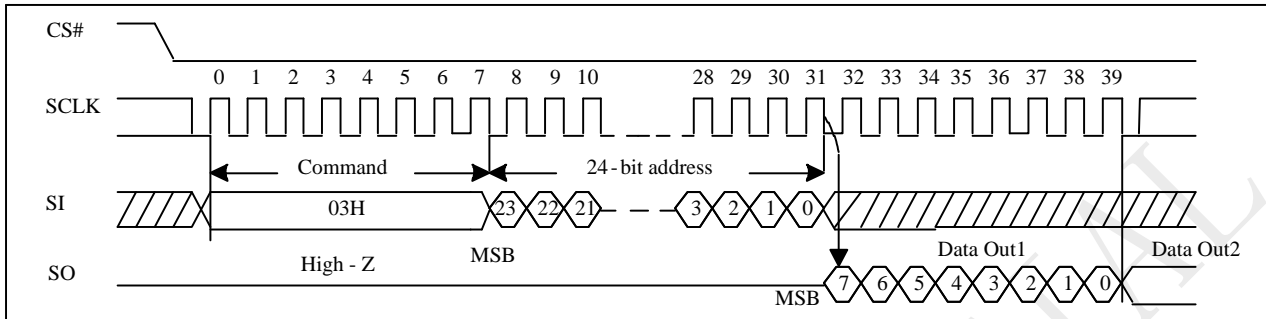 CS#
0 1 2 3 4 5 6 7 8 9 10 28 29 30 31 32 33 34 35 36 37 38 39
SCLK
Command 24-bit address
SI 03H 23 22 21 3 2 1 0
MSB Data Out1 Data Out2
High - Z
SO 7 6 5 4 3 2 1 0
MSB